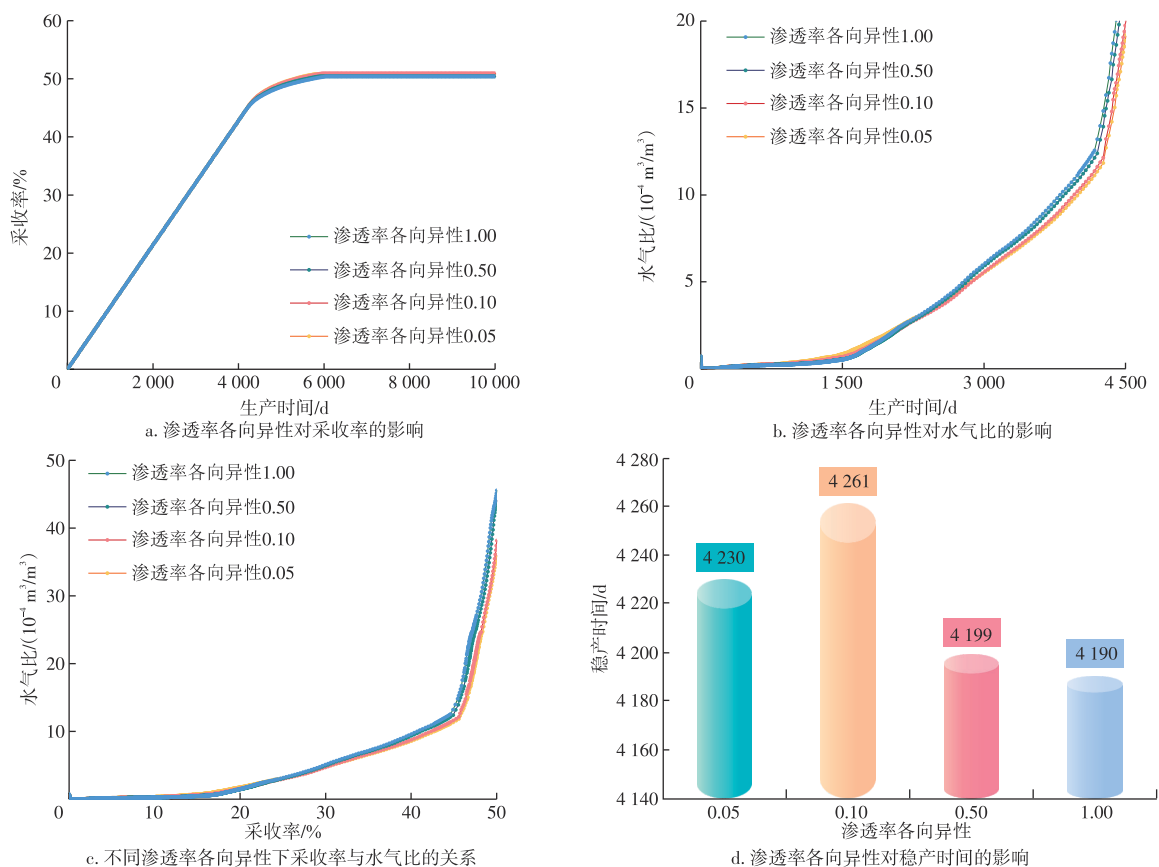 60
50
40
30
20
10
0
采收率/%
渗透率各向异性1.00
渗透率各向异性0.50
渗透率各向异性0.10
渗透率各向异性0.05
2 000
4 000
6 000
8 000
10 000
生产时间/d
a. 渗透率各向异性对采收率的影响
20
15
10
5
0
水气比/(10⁻⁴ m³/m³)
渗透率各向异性1.00
渗透率各向异性0.50
渗透率各向异性0.10
渗透率各向异性0.05
1 500
3 000
4 500
生产时间/d
b. 渗透率各向异性对水气比的影响
50
40
30
20
10
0
水气比/(10⁻⁴ m³/m³)
渗透率各向异性1.00
渗透率各向异性0.50
渗透率各向异性0.10
渗透率各向异性0.05
10
20
30
40
50
采收率/%
c. 不同渗透率各向异性下采收率与水气比的关系
4 280
4 260
4 240
4 220
4 200
4 180
4 160
4 140
稳产时间/d
4 230
4 261
4 199
4 190
0.05
0.10
0.50
1.00
渗透率各向异性
d. 渗透率各向异性对稳产时间的影响